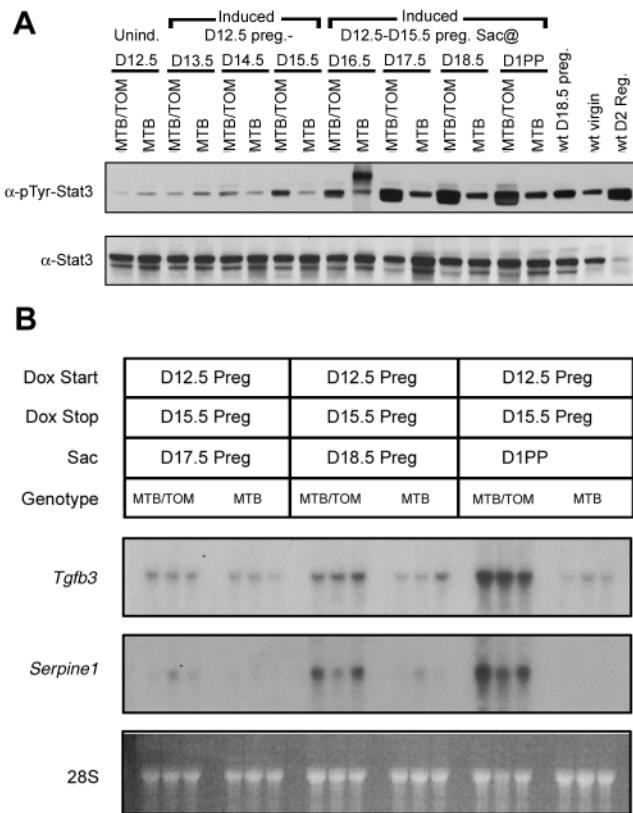 A
Induced Induced
Unind. D12.5 preg.- D12.5-D15.5 preg. Sac@
D12.5 D13.5 D14.5 D15.5 D16.5 D17.5 D18.5 D1PP
MTB/TOM MTB MTB/TOM MTB MTB/TOM MTB MTB/TOM MTB MTB/TOM MTB MTB/TOM MTB MTB/TOM MTB MTB/TOM MTB wt D18.5 preg. wt virgin wt D2 Reg.
α-pTyr-Stat3
α-Stat3
B
Dox Start D12.5 Preg D12.5 Preg D12.5 Preg
Dox Stop D15.5 Preg D15.5 Preg D15.5 Preg
Sac D17.5 Preg D18.5 Preg D1PP
Genotype MTB/TOM MTB MTB/TOM MTB MTB/TOM MTB
Tgfb3
Serpine1
28S